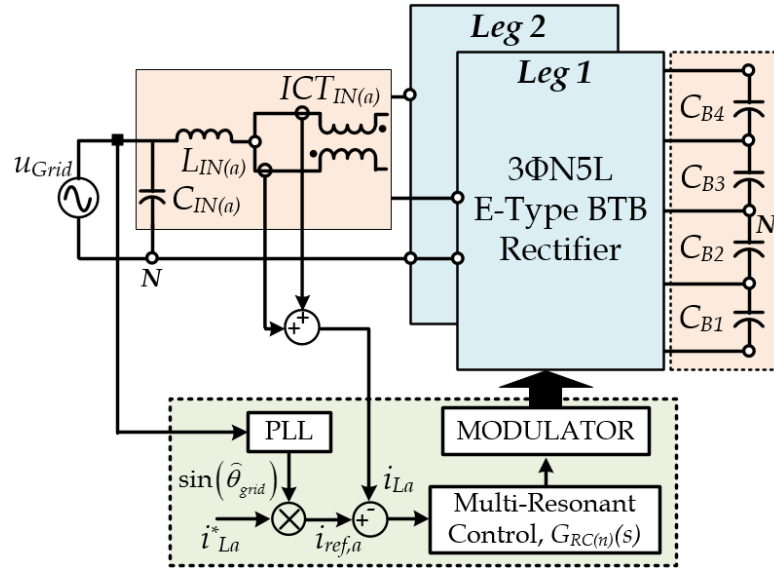 Leg 2
Leg 1
ICT_IN(a)
u_Grid
L_IN(a)
C_IN(a)
N
3ΦN5L
E-Type BTB
Rectifier
C_B4
C_B3
N
C_B2
C_B1
+
+
PLL
MODULATOR
sin(θ̂_grid)
i_La
i*_La
i_ref,a
+
-
Multi-Resonant
Control, G_RC(n)(s)